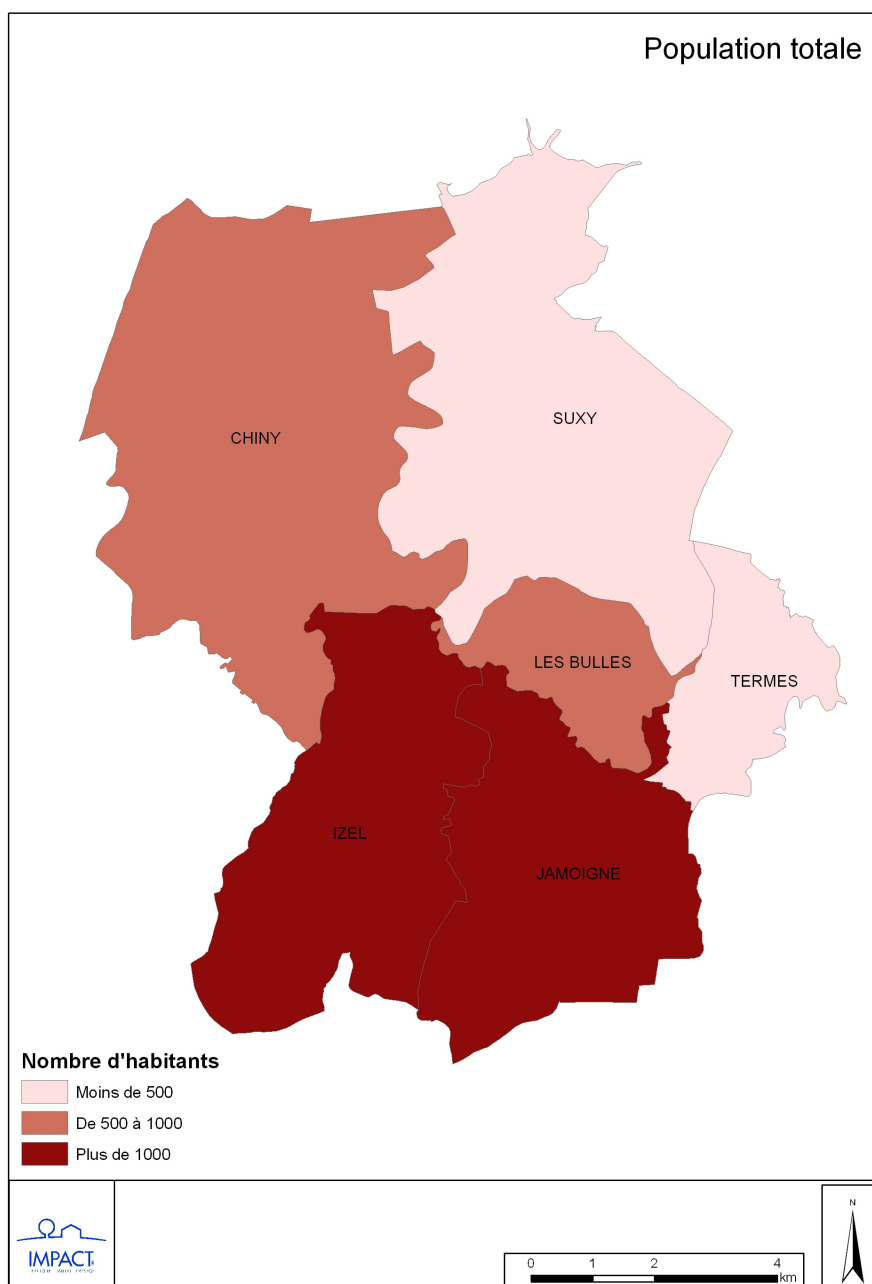 Population totale
SUXY
CHINY
LES BULLES
TERMES
IZEL
JAMOIGNE
Nombre d'habitants
Moins de 500
De 500 à 1000
Plus de 1000
IMPACT
N
0 1 2 4
km